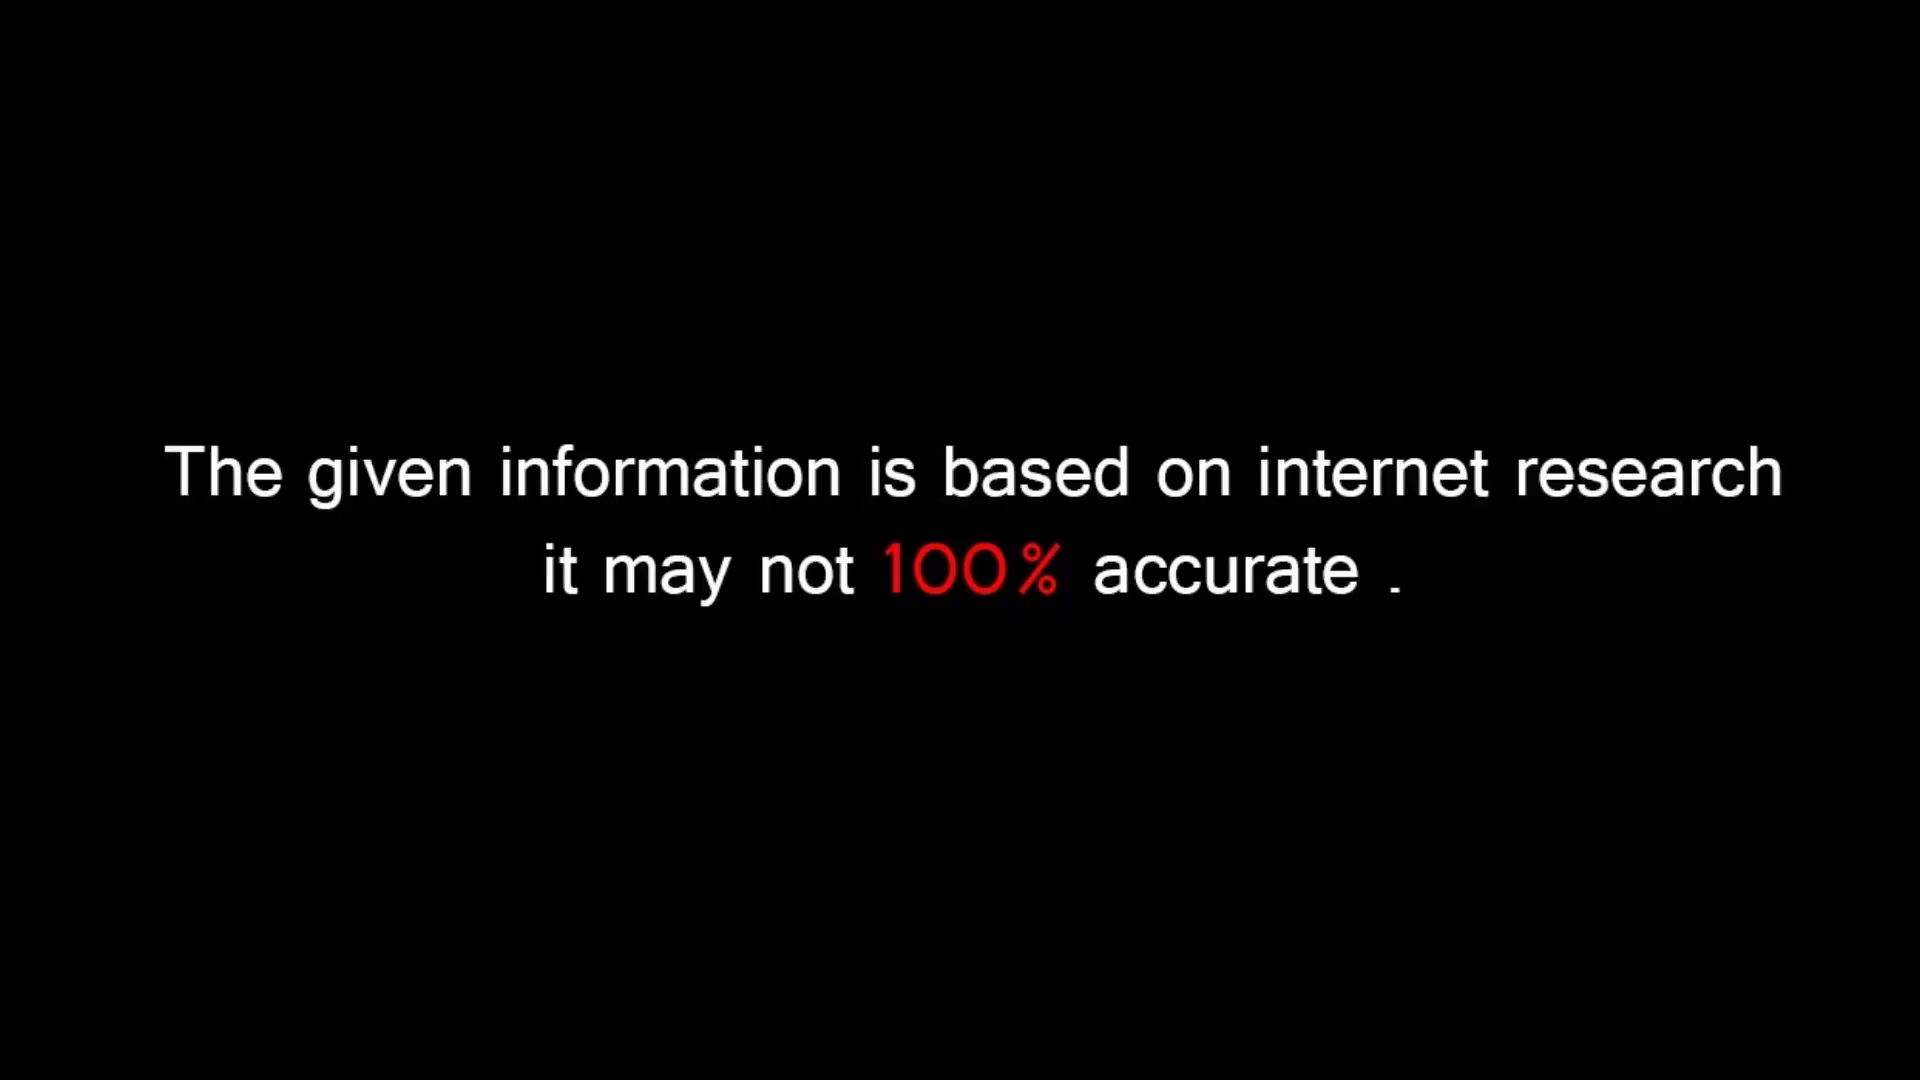 The given information is based on internet research
it may not 100% accurate .